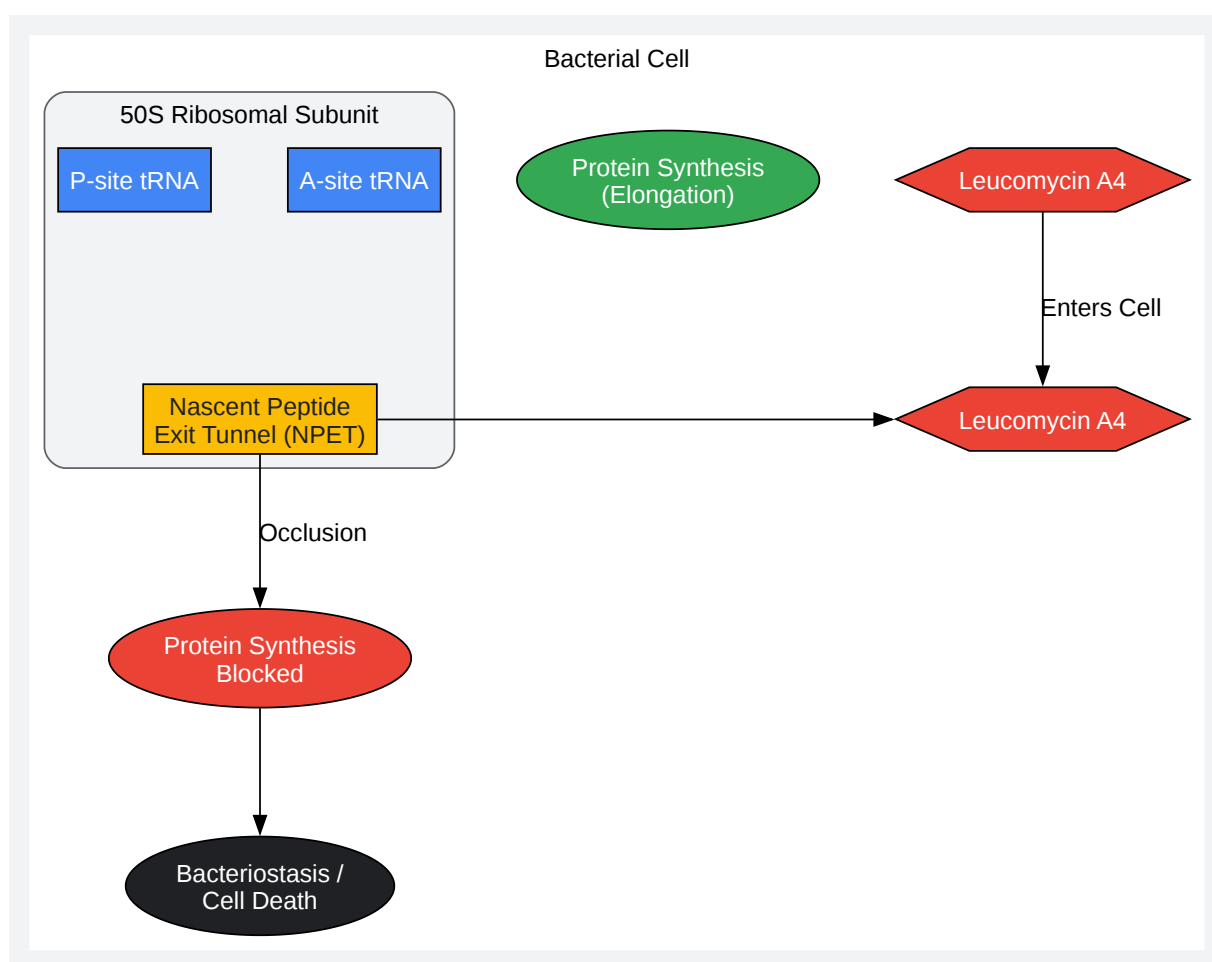 Bacterial Cell
50S Ribosomal Subunit
P-site tRNA
A-site tRNA
Protein Synthesis
(Elongation)
Leucomycin A4
Enters Cell
Nascent Peptide
Exit Tunnel (NPET)
Leucomycin A4
Occlusion
Protein Synthesis
Blocked
Bacteriostasis /
Cell Death